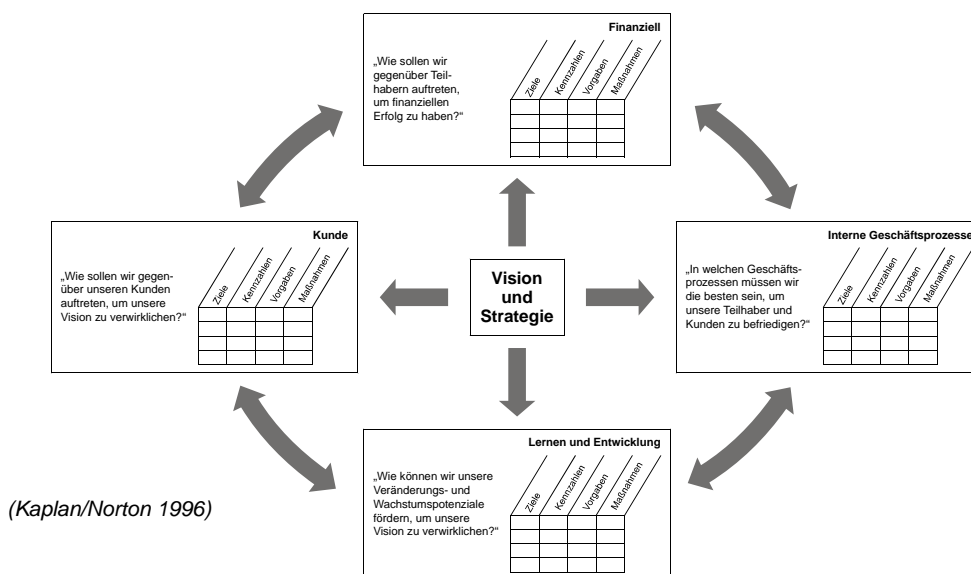 Finanziell
„Wie sollen wir
gegenüber Teil-
habern auftreten,
um finanziellen
Erfolg zu haben?“
Ziele
Kennzahlen
Vorgaben
Maßnahmen
Kunde
„Wie sollen wir gegen-
über unseren Kunden
auftreten, um unsere
Vision zu verwirklichen?“
Ziele
Kennzahlen
Vorgaben
Maßnahmen
Vision
und
Strategie
Interne Geschäftsprozesse
„In welchen Geschäfts-
prozessen müssen wir
die besten sein, um
unsere Teilhaber und
Kunden zu befriedigen?“
Ziele
Kennzahlen
Vorgaben
Maßnahmen
Lernen und Entwicklung
„Wie können wir unsere
Veränderungs- und
Wachstumspotenziale
fördern, um unsere
Vision zu verwirklichen?“
Ziele
Kennzahlen
Vorgaben
Maßnahmen
(Kaplan/Norton 1996)